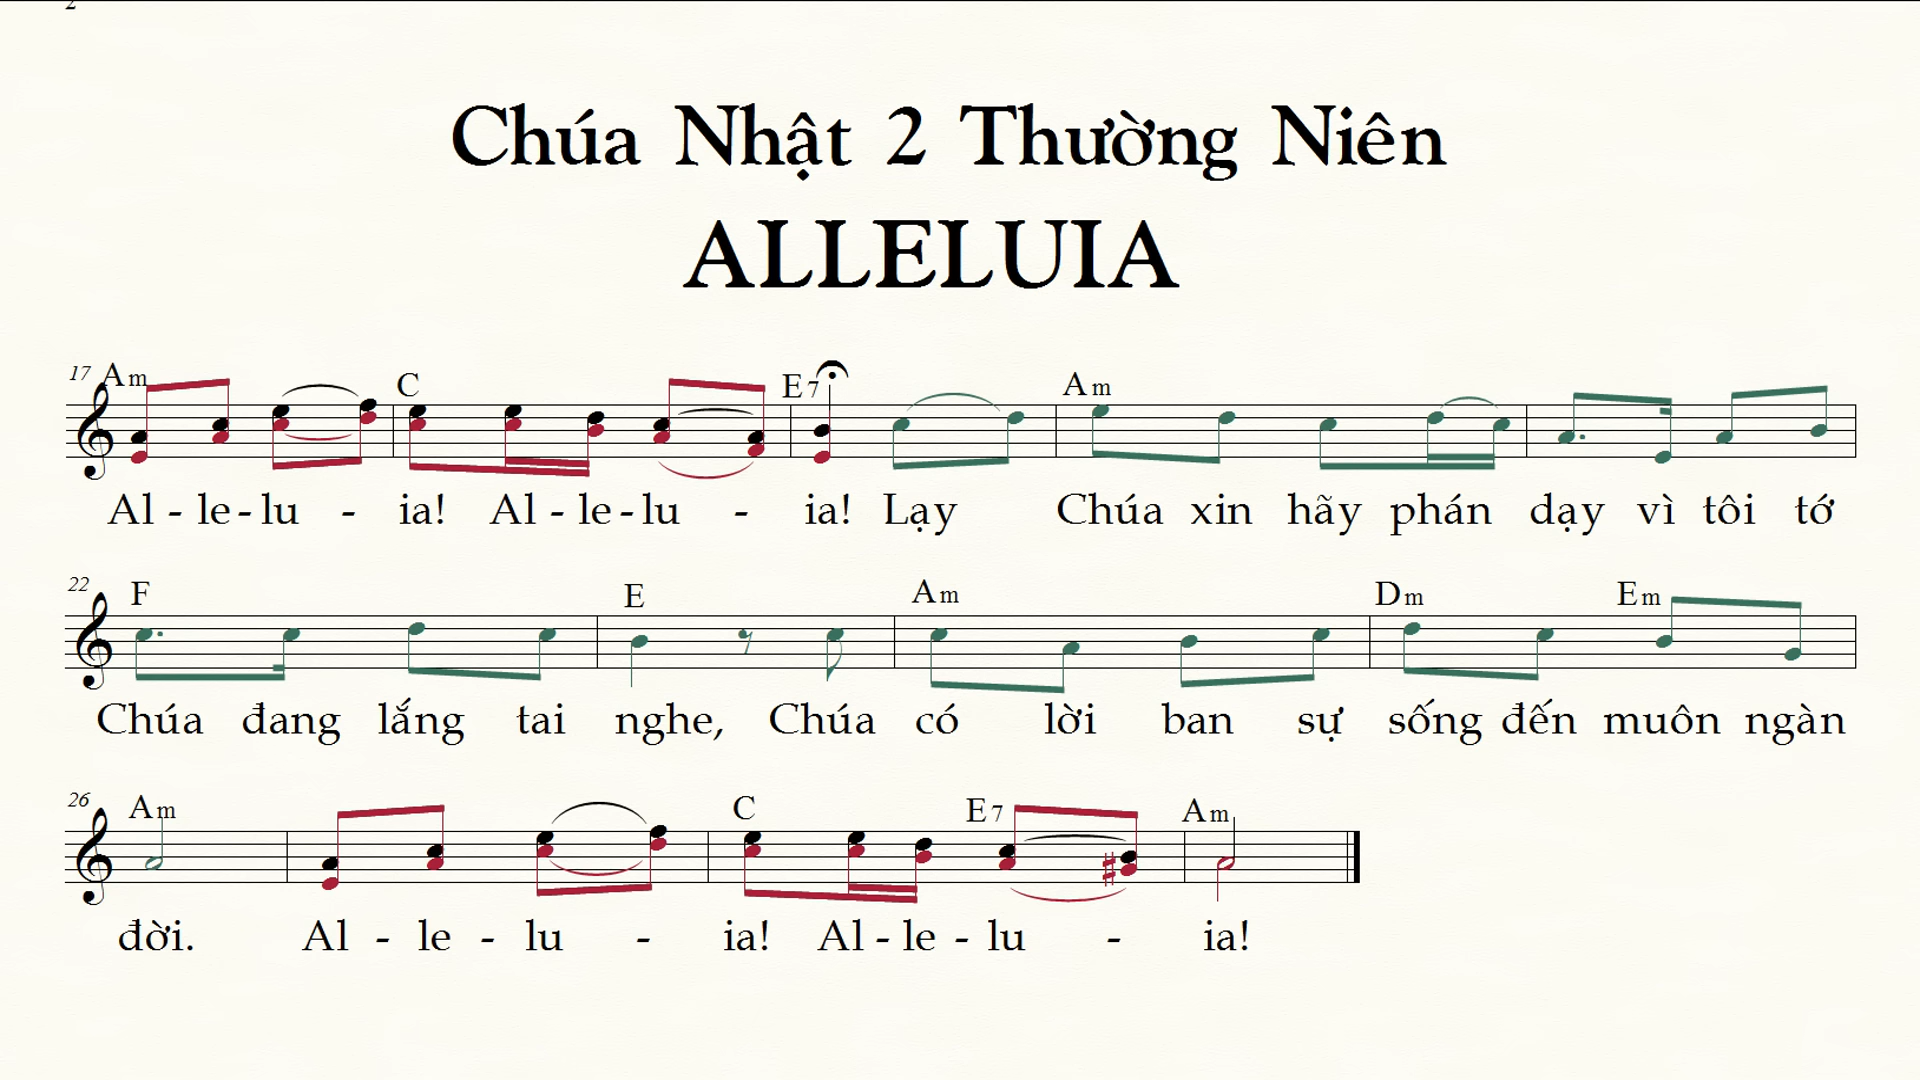 2
Chúa Nhật 2 Thường Niên
ALLELUIA
17 Am C E7 Am
Al - le - lu - ia! Al - le - lu - ia! Lạy Chúa xin hãy phán dạy vì tôi tớ
22 F E Am Dm Em
Chúa đang lắng tai nghe, Chúa có lời ban sự sống đến muôn ngàn
26 Am C E7 Am
đời. Al - le - lu - ia! Al - le - lu - ia!